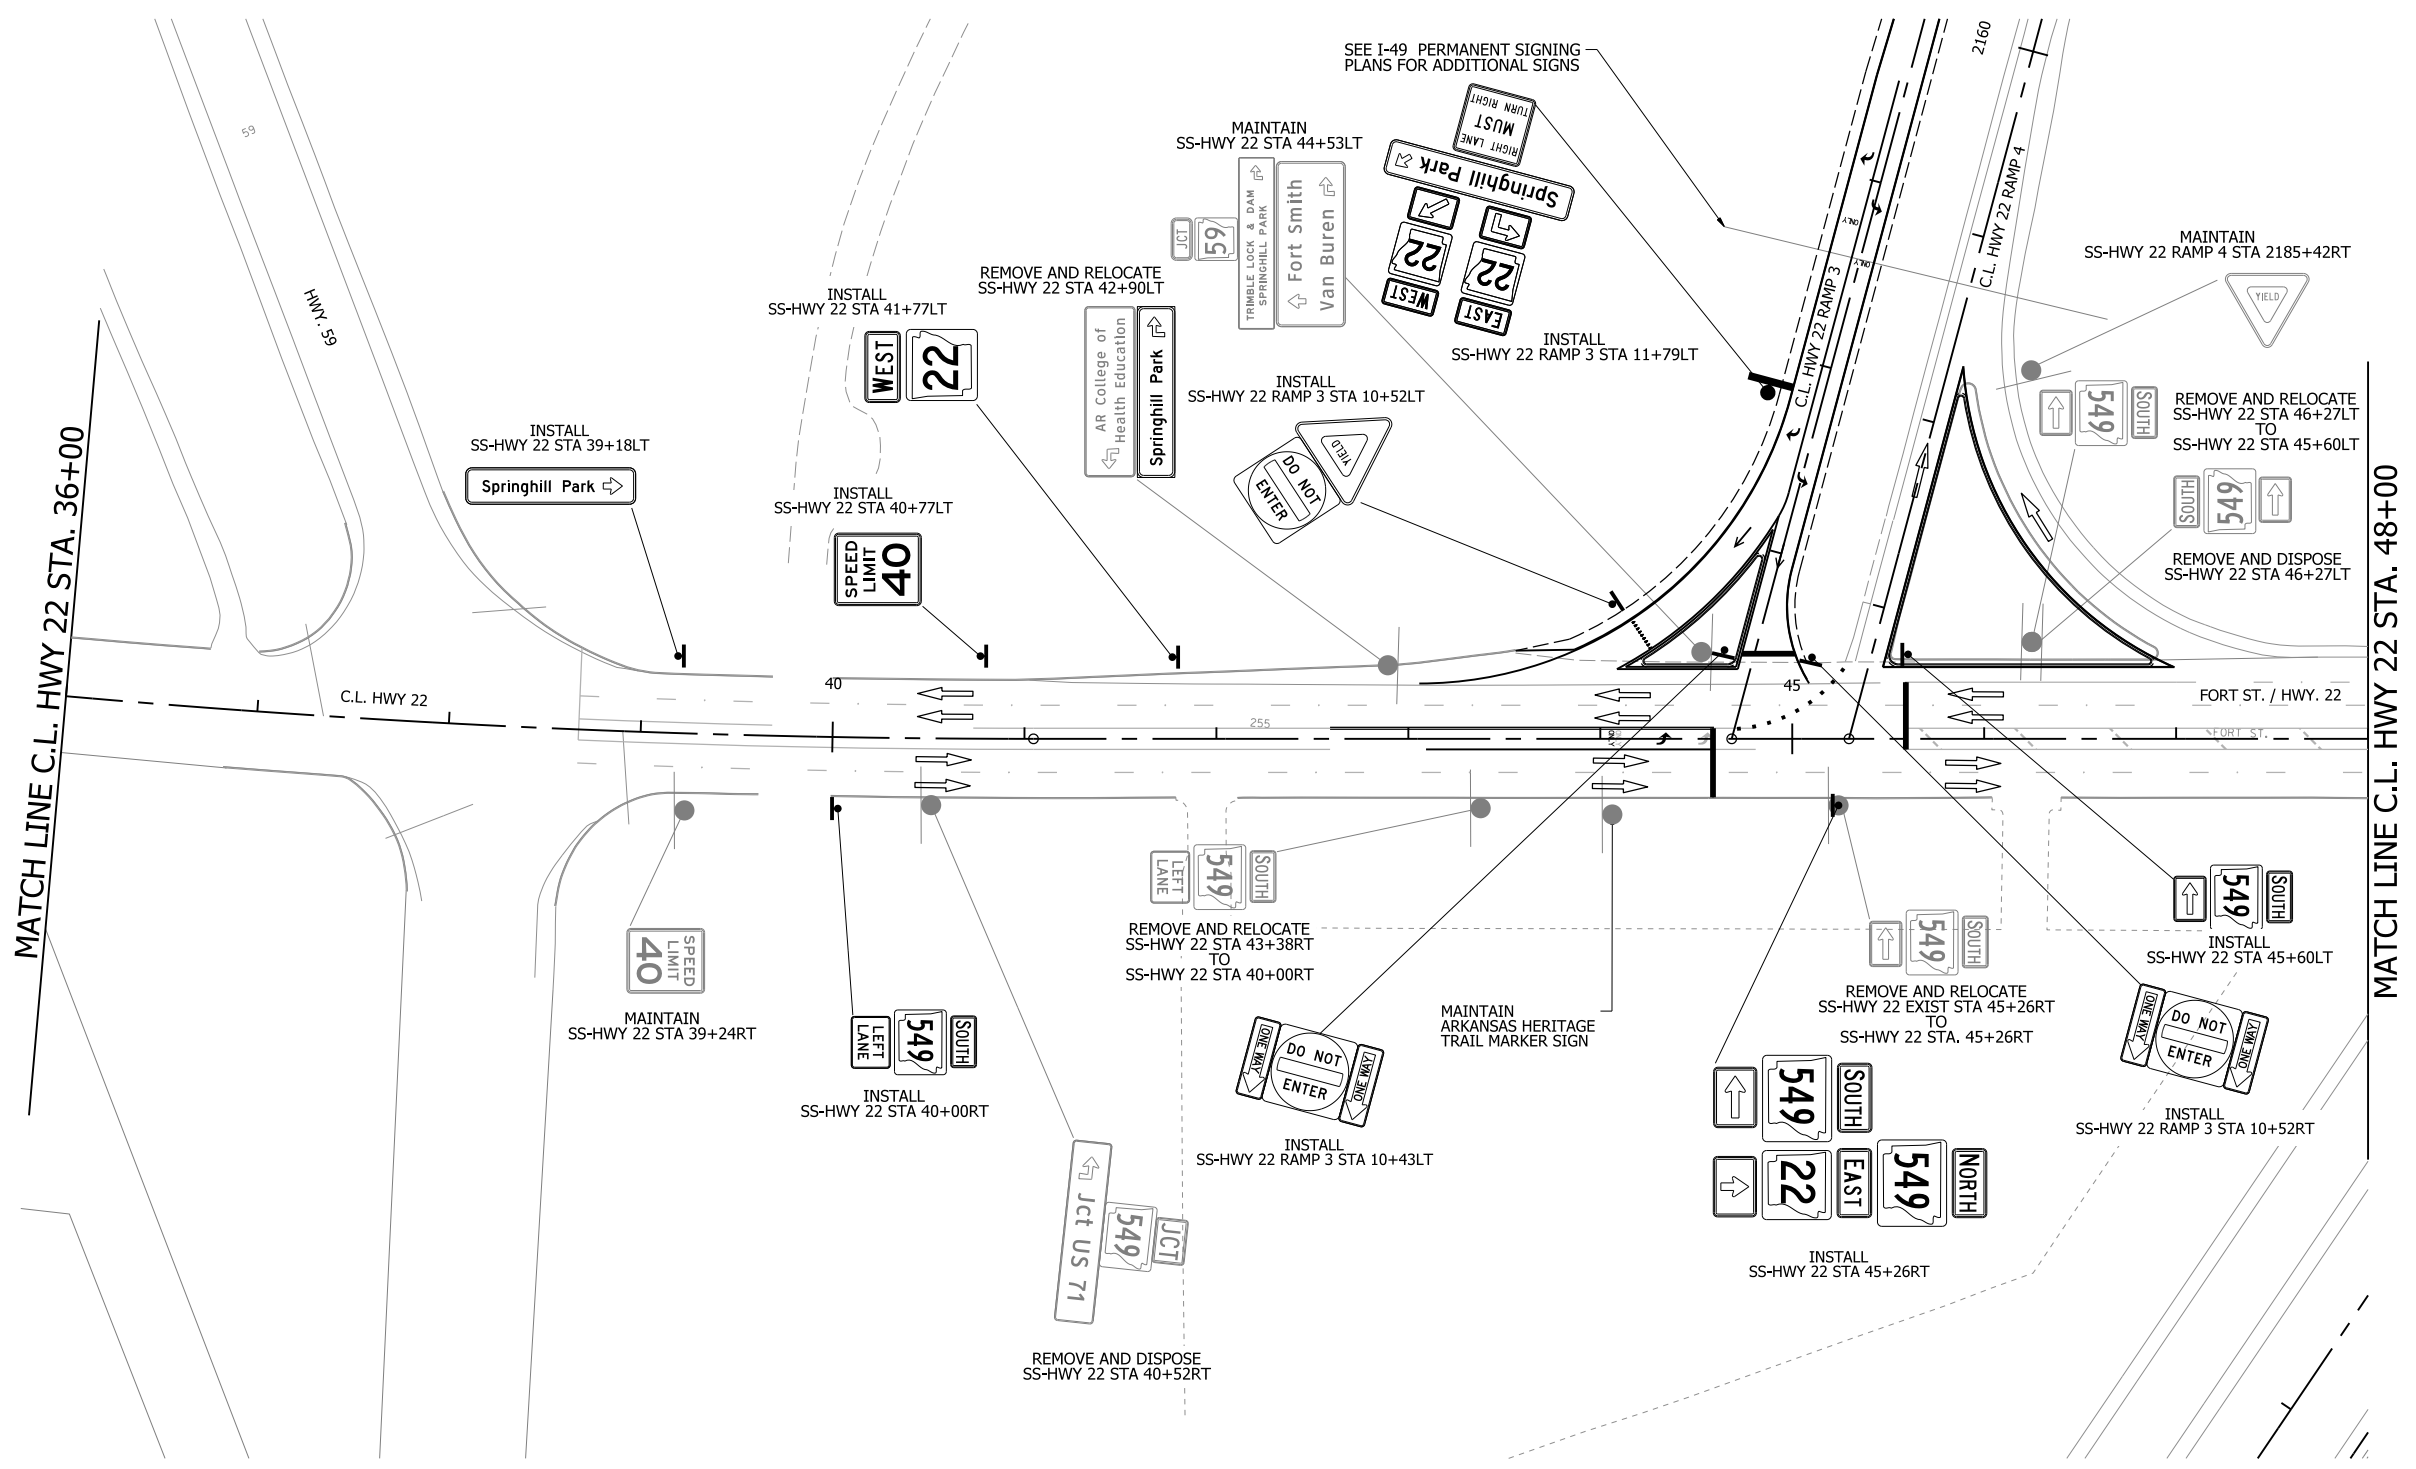 MATCH LINE C.L. HWY 22 STA. 36+00
59
HWY. 59
C.L. HWY 22
INSTALL
SS-HWY 22 STA 39+18LT
Springhill Park
INSTALL
SS-HWY 22 STA 40+77LT
SPEED
LIMIT
40
INSTALL
SS-HWY 22 STA 41+77LT
WEST
22
REMOVE AND RELOCATE
SS-HWY 22 STA 42+90LT
AR College of
Health Education
Springhill Park
MAINTAIN
SS-HWY 22 STA 44+53LT
JCT
59
TRIMBLE LOCK & DAM
SPRINGHILL PARK
Fort Smith
Van Buren
INSTALL
SS-HWY 22 RAMP 3 STA 10+52LT
DO NOT
ENTER
YIELD
SEE I-49 PERMANENT SIGNING
PLANS FOR ADDITIONAL SIGNS
RIGHT LANE
MUST
TURN RIGHT
Springhill Park
22
WEST
22
EAST
INSTALL
SS-HWY 22 RAMP 3 STA 11+79LT
C.L. HWY 22 RAMP 3
ONLY
ONLY
2160
C.L. HWY 22 RAMP 4
MAINTAIN
SS-HWY 22 RAMP 4 STA 2185+42RT
YIELD
549
SOUTH
REMOVE AND RELOCATE
SS-HWY 22 STA 46+27LT
TO
SS-HWY 22 STA 45+60LT
SOUTH
549
REMOVE AND DISPOSE
SS-HWY 22 STA 46+27LT
MATCH LINE C.L. HWY 22 STA. 48+00
FORT ST. / HWY. 22
FORT ST.
40
255
ONLY
45
SPEED
LIMIT
40
MAINTAIN
SS-HWY 22 STA 39+24RT
LEFT
LANE
549
SOUTH
INSTALL
SS-HWY 22 STA 40+00RT
Jct US 71
549
JCT
REMOVE AND DISPOSE
SS-HWY 22 STA 40+52RT
LEFT
LANE
549
SOUTH
REMOVE AND RELOCATE
SS-HWY 22 STA 43+38RT
TO
SS-HWY 22 STA 40+00RT
ONE WAY
DO NOT
ENTER
ONE WAY
INSTALL
SS-HWY 22 RAMP 3 STA 10+43LT
MAINTAIN
ARKANSAS HERITAGE
TRAIL MARKER SIGN
549
SOUTH
REMOVE AND RELOCATE
SS-HWY 22 EXIST STA 45+26RT
TO
SS-HWY 22 STA. 45+26RT
549
SOUTH
22
EAST
549
NORTH
INSTALL
SS-HWY 22 STA 45+26RT
549
SOUTH
INSTALL
SS-HWY 22 STA 45+60LT
ONE WAY
DO NOT
ENTER
ONE WAY
INSTALL
SS-HWY 22 RAMP 3 STA 10+52RT